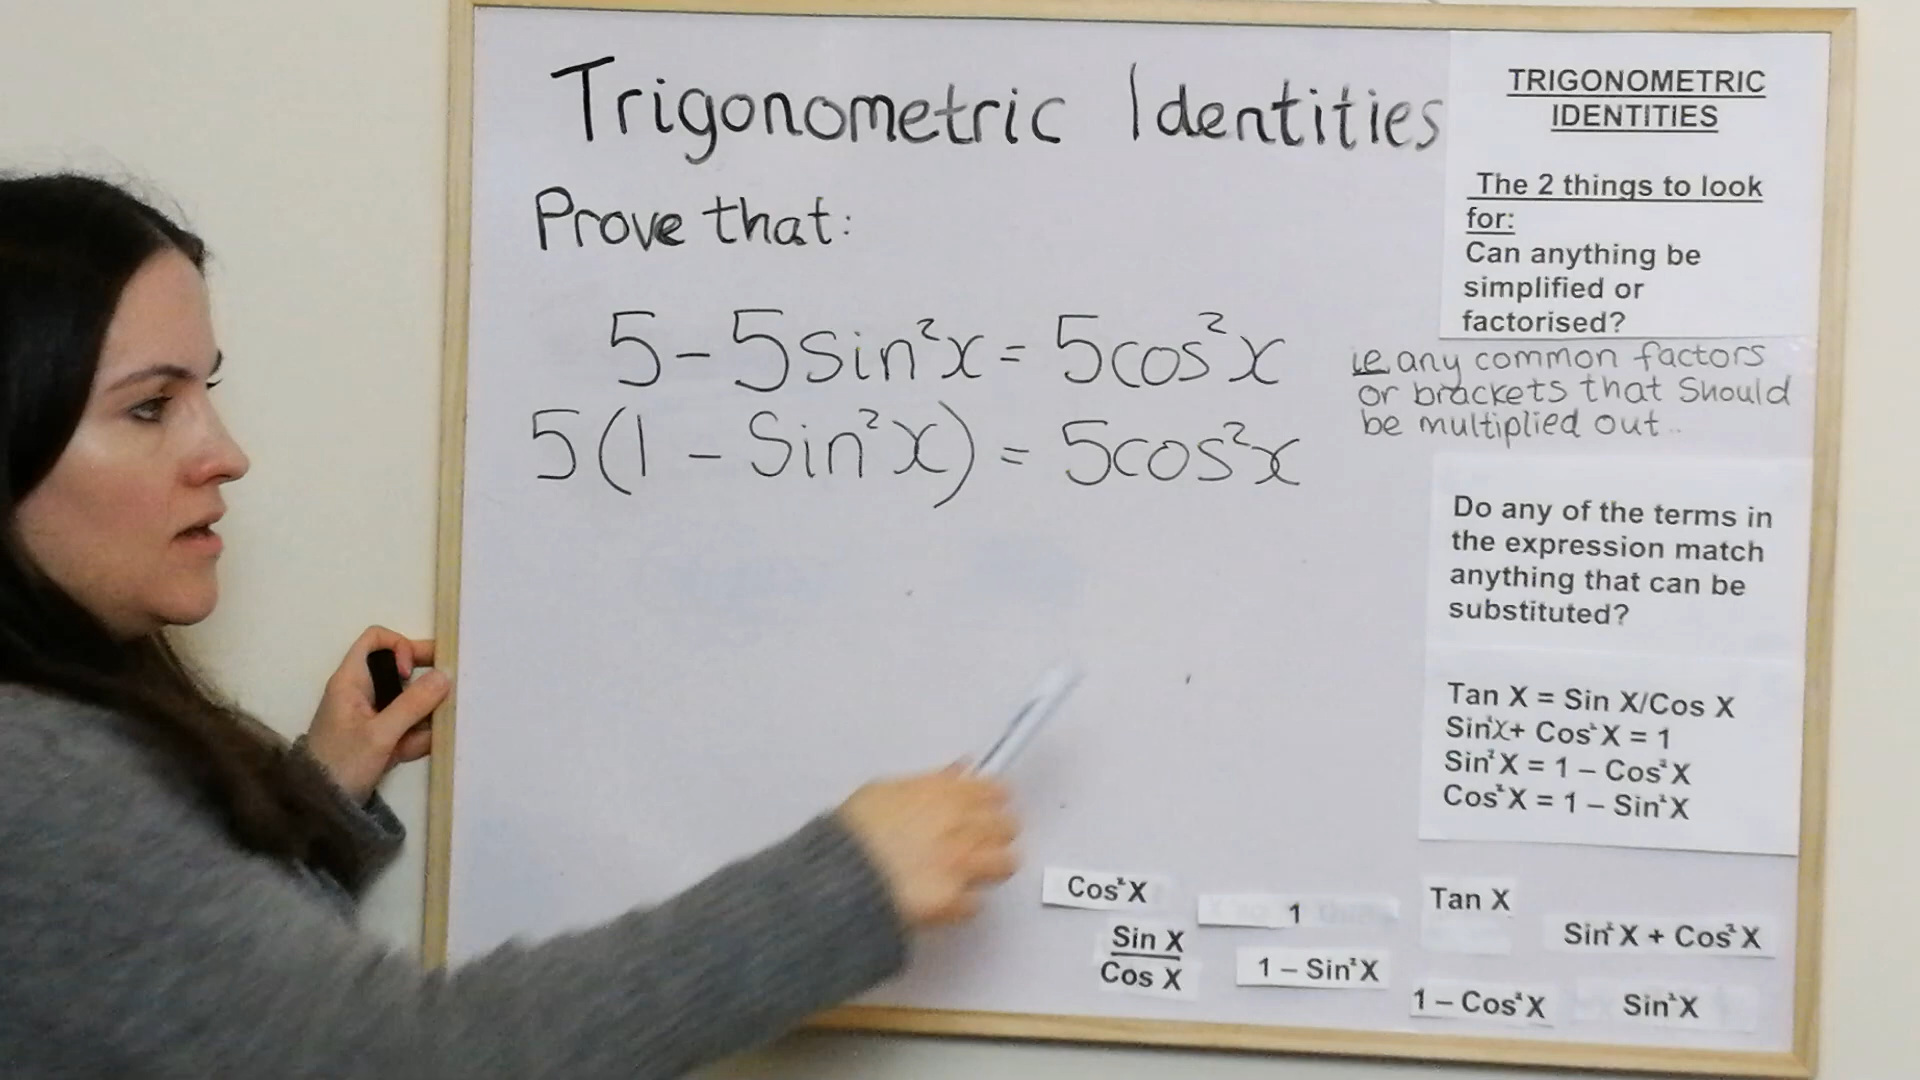 Trigonometric Identities
Prove that:
5 - 5sin²x = 5cos²x
5(1 - Sin²x) = 5cos²x
TRIGONOMETRIC
IDENTITIES
The 2 things to look
for:
Can anything be
simplified or
factorised?
ie any common factors
or brackets that should
be multiplied out..
Do any of the terms in
the expression match
anything that can be
substituted?
Tan X = Sin X/Cos X
Sin²X+ Cos²X = 1
Sin²X = 1 – Cos²X
Cos²X = 1 – Sin²X
Cos²X
1
Tan X
Sin X
Cos X
1 – Sin²X
Sin²X + Cos²X
1 – Cos²X
Sin²X